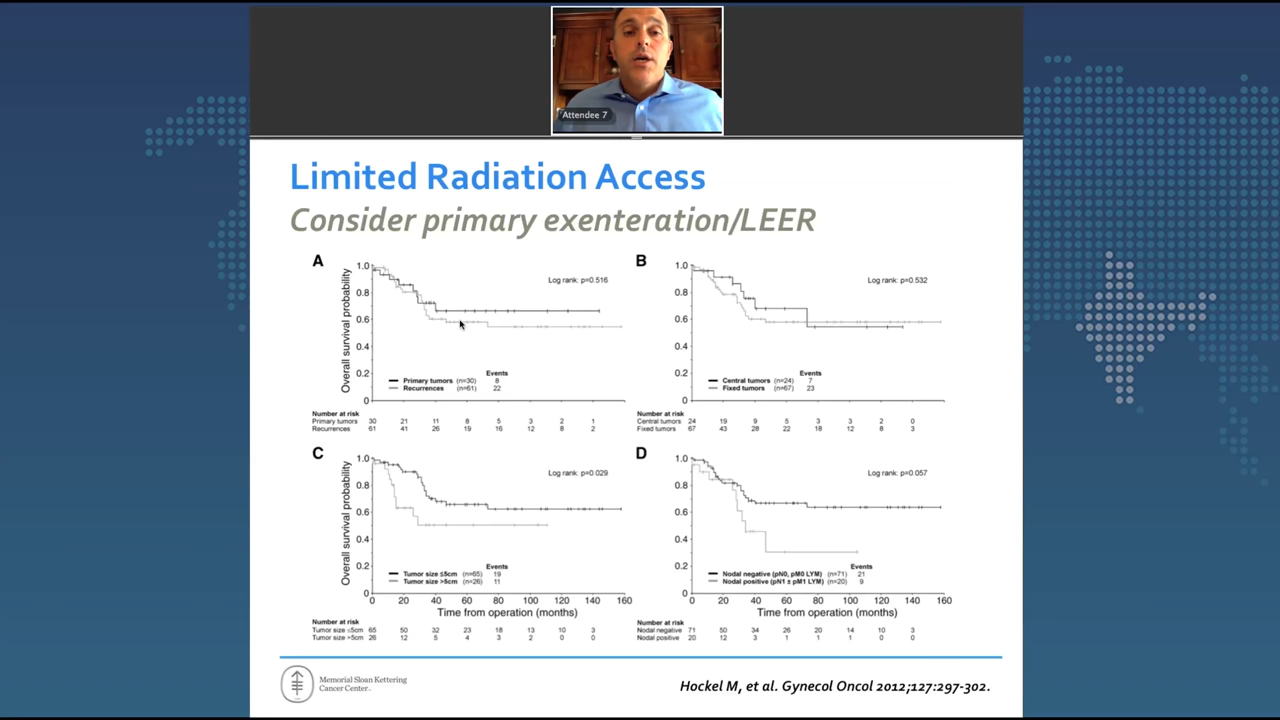 Attendee 7
Limited Radiation Access
Consider primary exenteration/LEER
A
Overall survival probability
1.0
0.8
0.6
0.4
0.2
0
Log rank: p=0.516
Events
Primary tumors (n=30) 8
Recurrences (n=61) 22
Number at risk
Primary tumors 30 21 11 8 5 3 2 1
Recurrences 61 41 26 19 16 12 8 2
B
1.0
0.8
0.6
0.4
0.2
0
Log rank: p=0.532
Events
Central tumors (n=24) 7
Fixed tumors (n=67) 23
Number at risk
Central tumors 24 19 9 5 3 3 2 0
Fixed tumors 67 43 28 22 18 12 8 3
C
Overall survival probability
1.0
0.8
0.6
0.4
0.2
0
Log rank: p=0.029
Events
Tumor size ≤5cm (n=65) 19
Tumor size >5cm (n=26) 11
0 20 40 60 80 100 120 140 160
Time from operation (months)
Number at risk
Tumor size ≤5cm 65 50 32 23 18 13 10 3
Tumor size >5cm 26 12 5 4 3 2 0 0
D
1.0
0.8
0.6
0.4
0.2
0
Log rank: p=0.057
Events
Nodal negative (pN0, pM0 LYM) (n=71) 21
Nodal positive (pN1 ± pM1 LYM) (n=20) 9
0 20 40 60 80 100 120 140 160
Time from operation (months)
Number at risk
Nodal negative 71 50 34 26 20 14 10 3
Nodal positive 20 12 3 1 1 1 0 0
Memorial Sloan Kettering
Cancer Center
Hockel M, et al. Gynecol Oncol 2012;127:297-302.